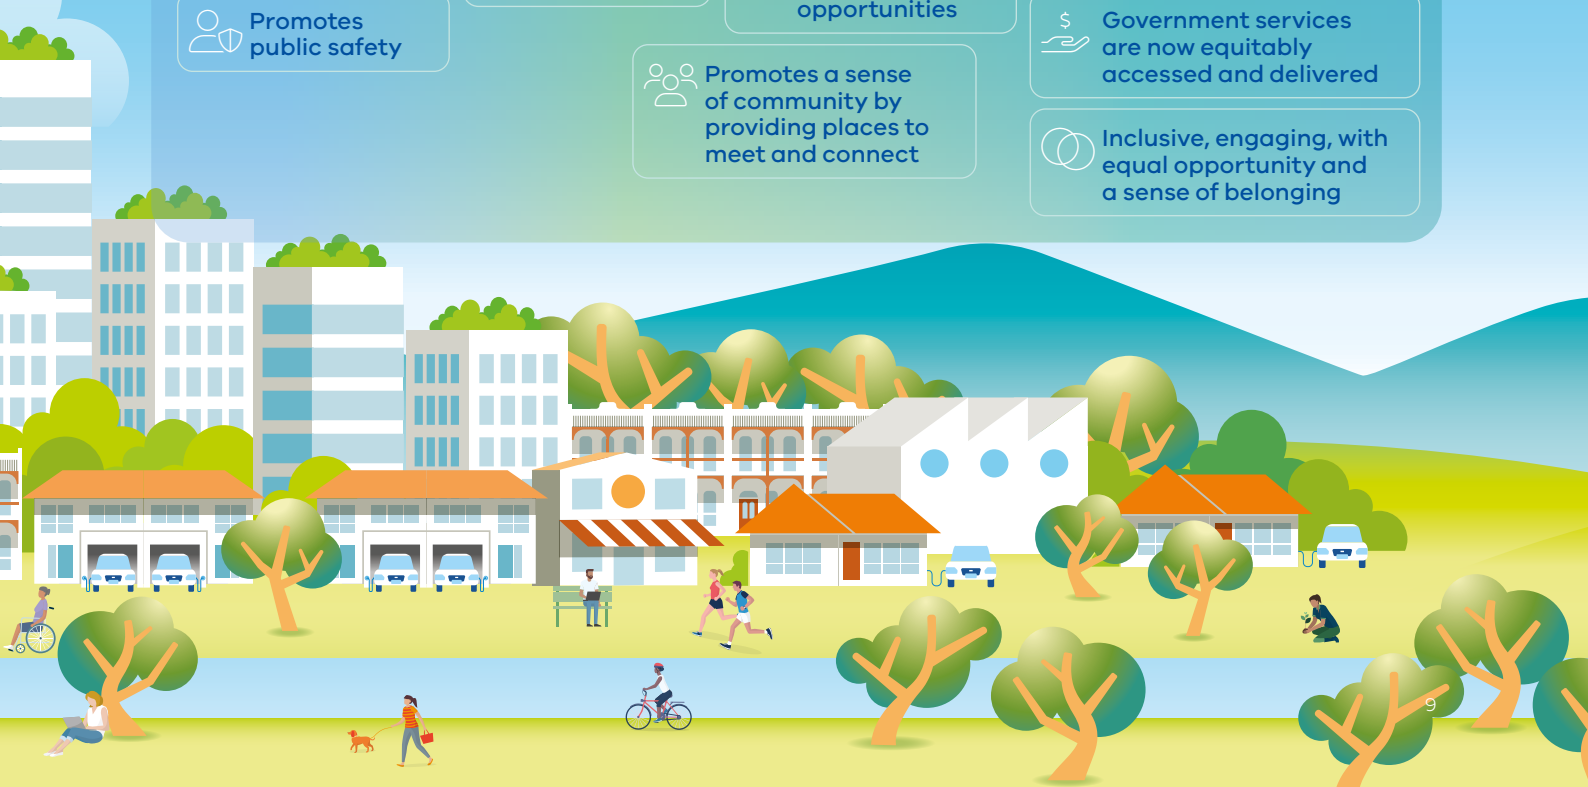 Promotes
public safety
opportunities
Promotes a sense
of community by
providing places to
meet and connect
$
Government services
are now equitably
accessed and delivered
Inclusive, engaging, with
equal opportunity and
a sense of belonging
9